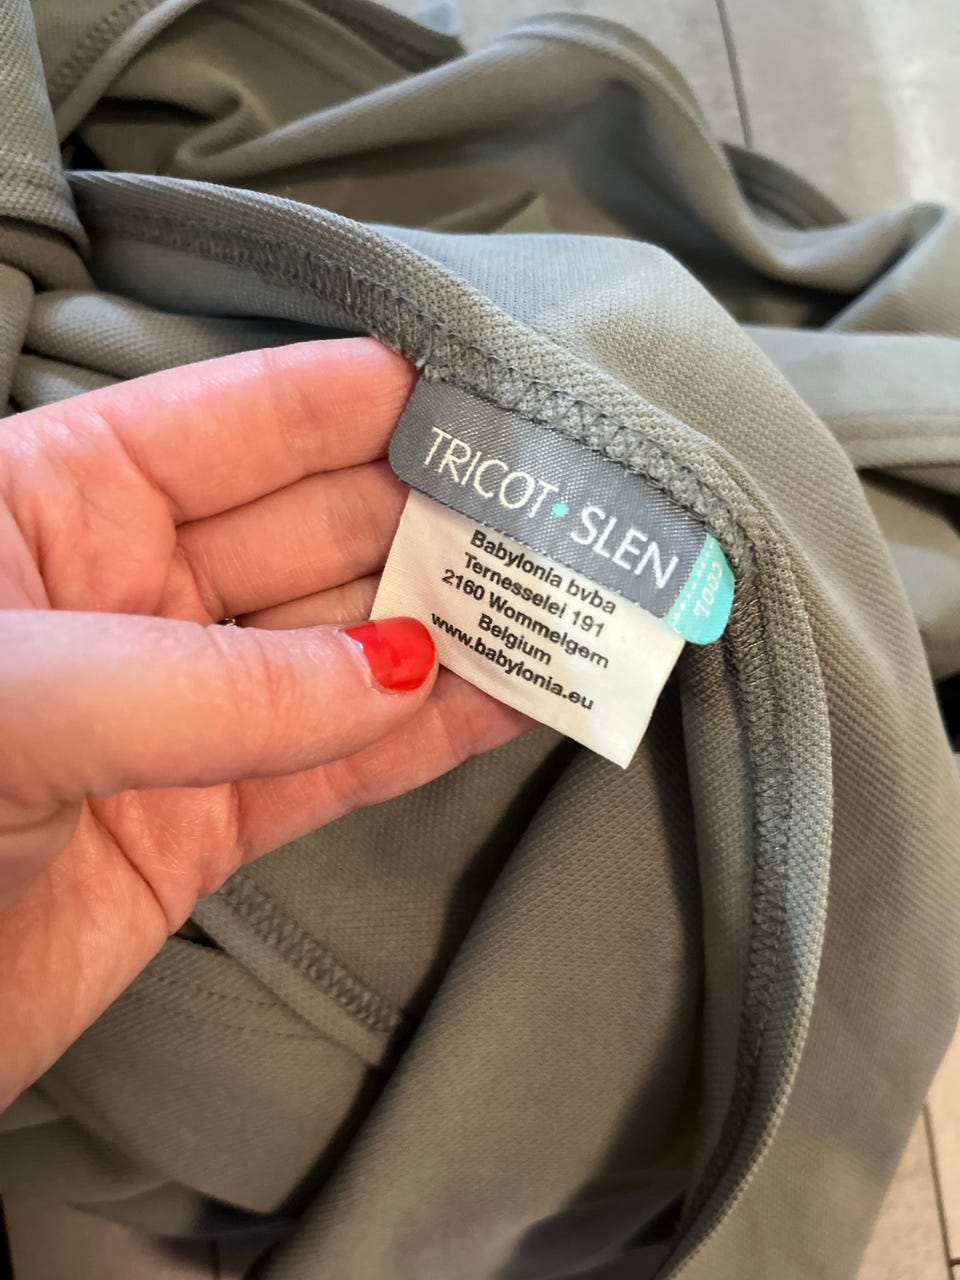 TRICOT • SLEN
COOL
Babylonia bvba
Ternesselei 191
2160 Wommelgem
Belgium
www.babylonia.eu